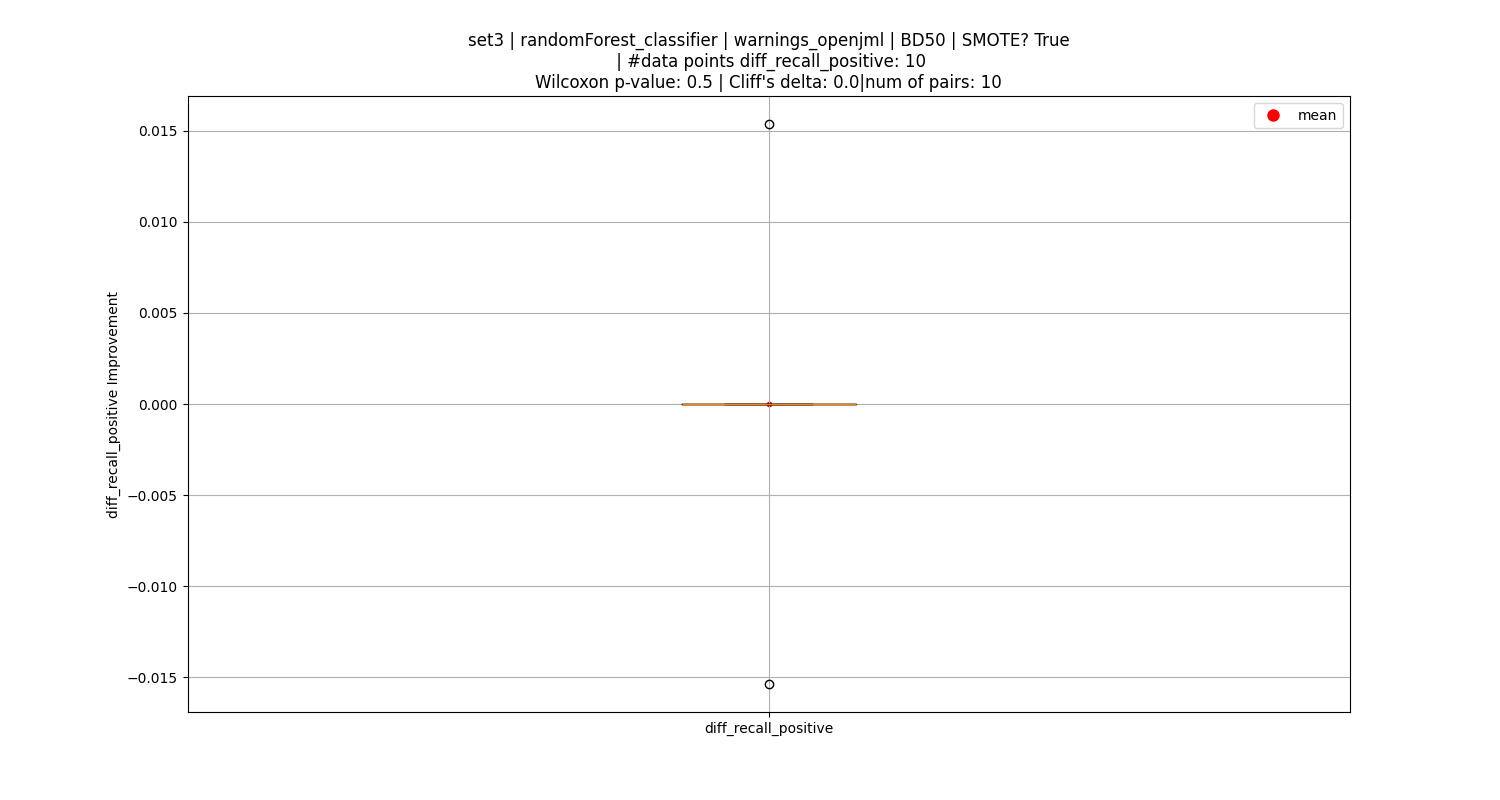 set3 | randomForest_classifier | warnings_openjml | BD50 | SMOTE? True
| #data points diff_recall_positive: 10
Wilcoxon p-value: 0.5 | Cliff's delta: 0.0|num of pairs: 10
mean
0.015
0.010
0.005
0.000
−0.005
−0.010
−0.015
diff_recall_positive Improvement
diff_recall_positive